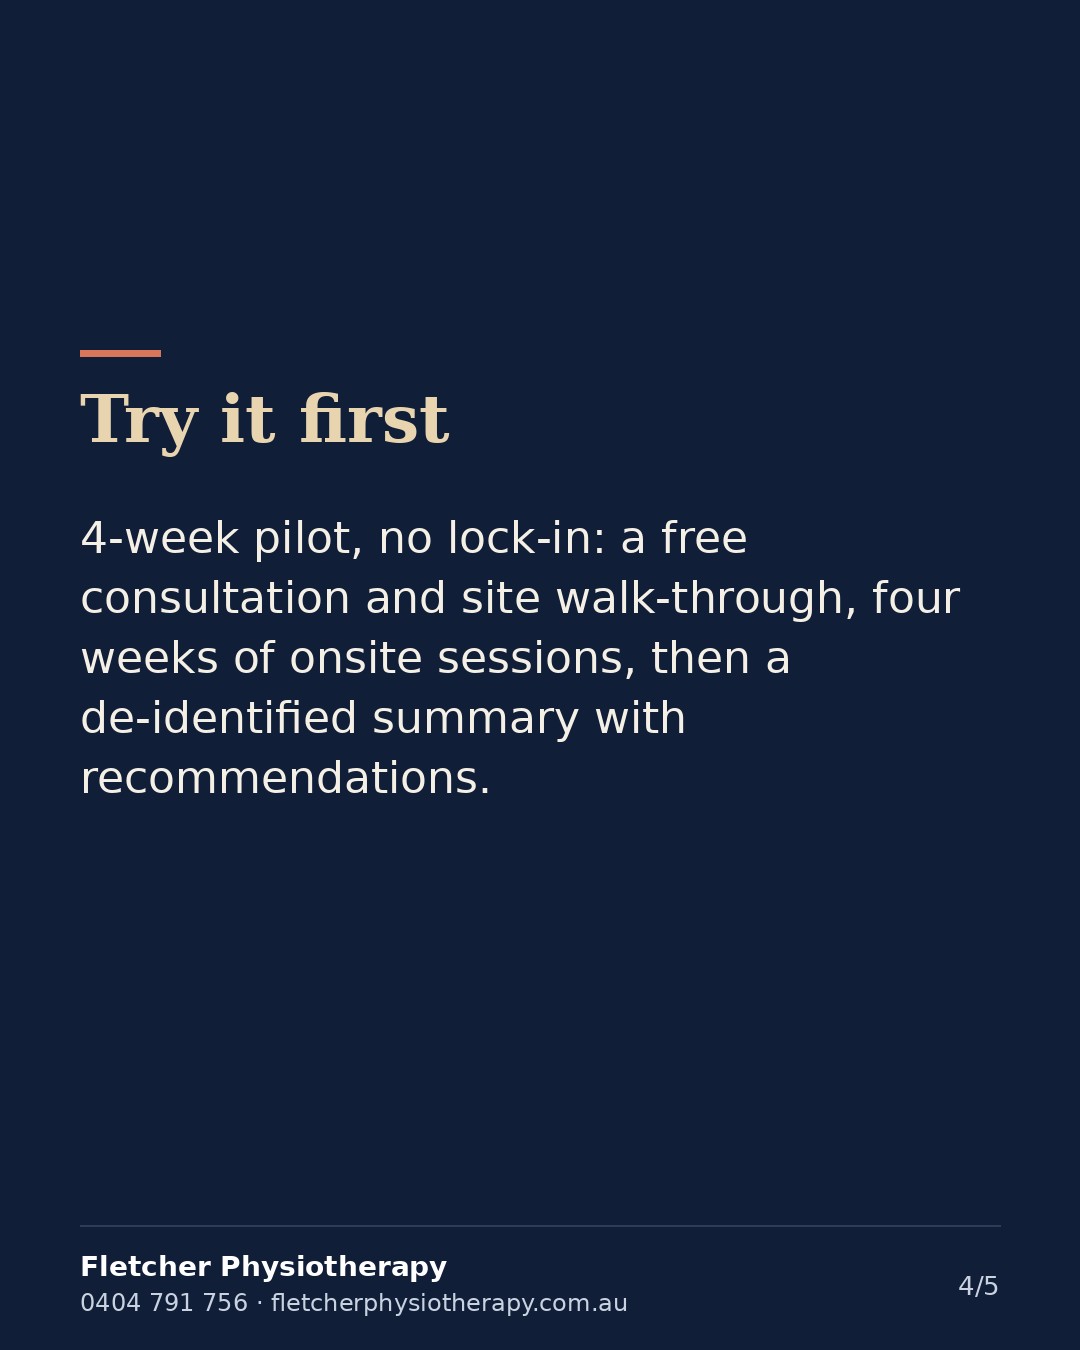 Try it first
4-week pilot, no lock-in: a free
consultation and site walk-through, four
weeks of onsite sessions, then a
de-identified summary with
recommendations.
Fletcher Physiotherapy
0404 791 756 · fletcherphysiotherapy.com.au
4/5